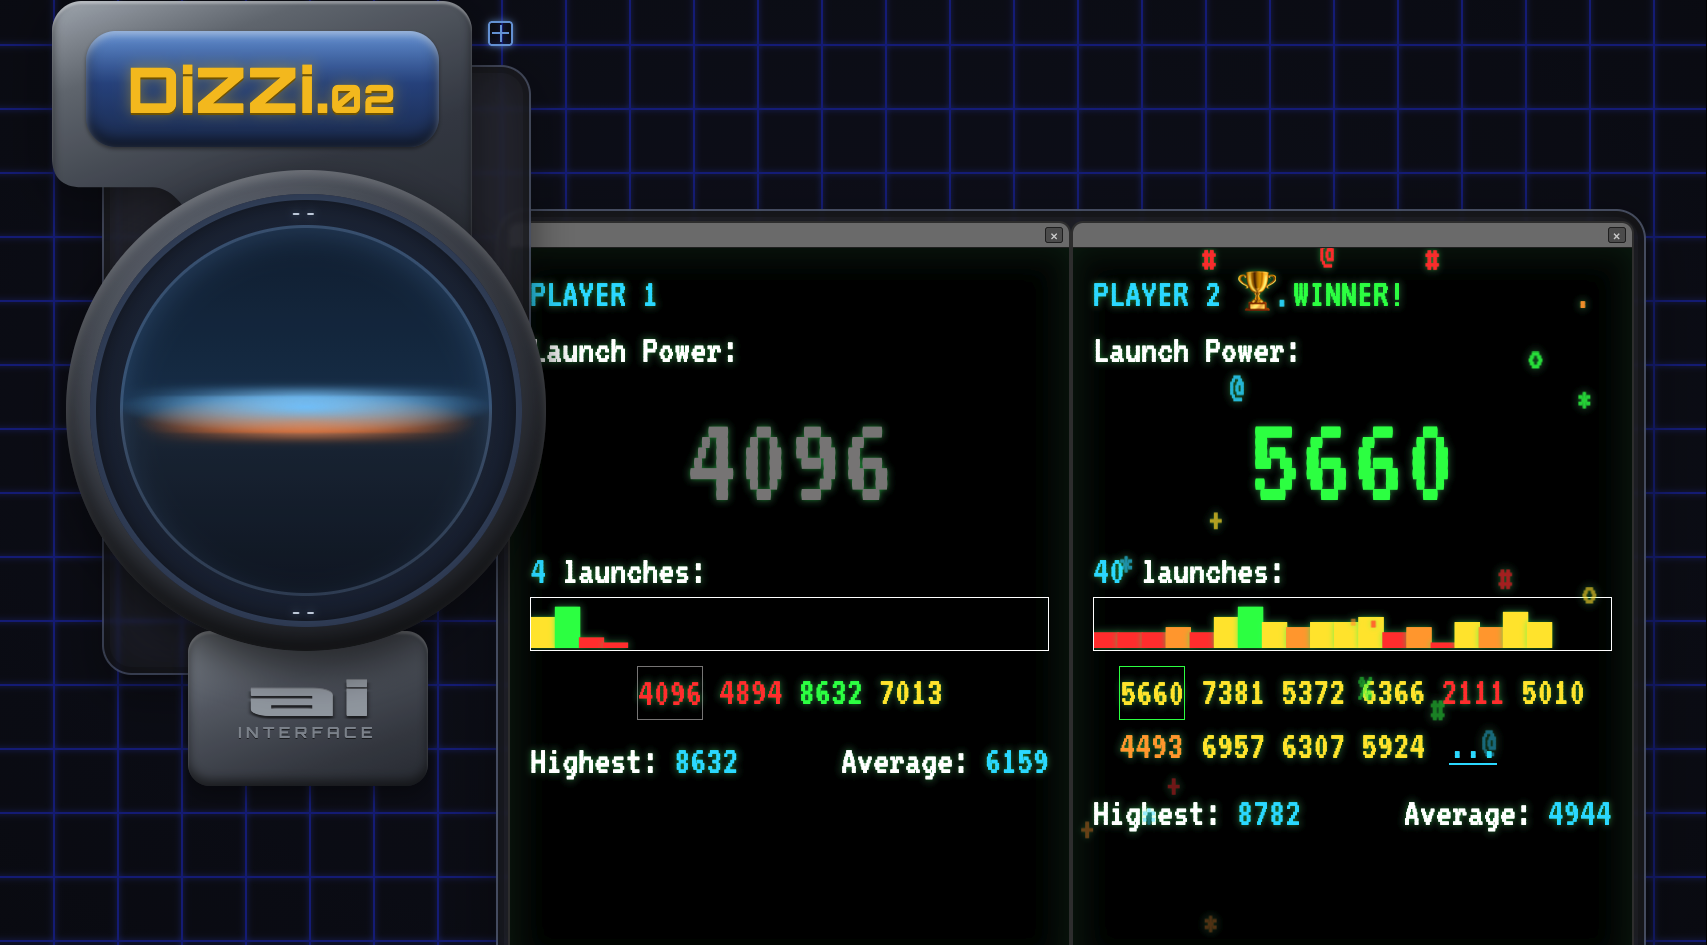 DiZZi.02
--
--
ai
INTERFACE
PLAYER 1
Launch Power:
4096
4 launches:
4096 4894 8632 7013
Highest: 8632 Average: 6159
PLAYER 2 🏆.WINNER!
Launch Power:
5660
40 launches:
5660 7381 5372 6366 2111 5010
4493 6957 6307 5924 ...
Highest: 8782 Average: 4944